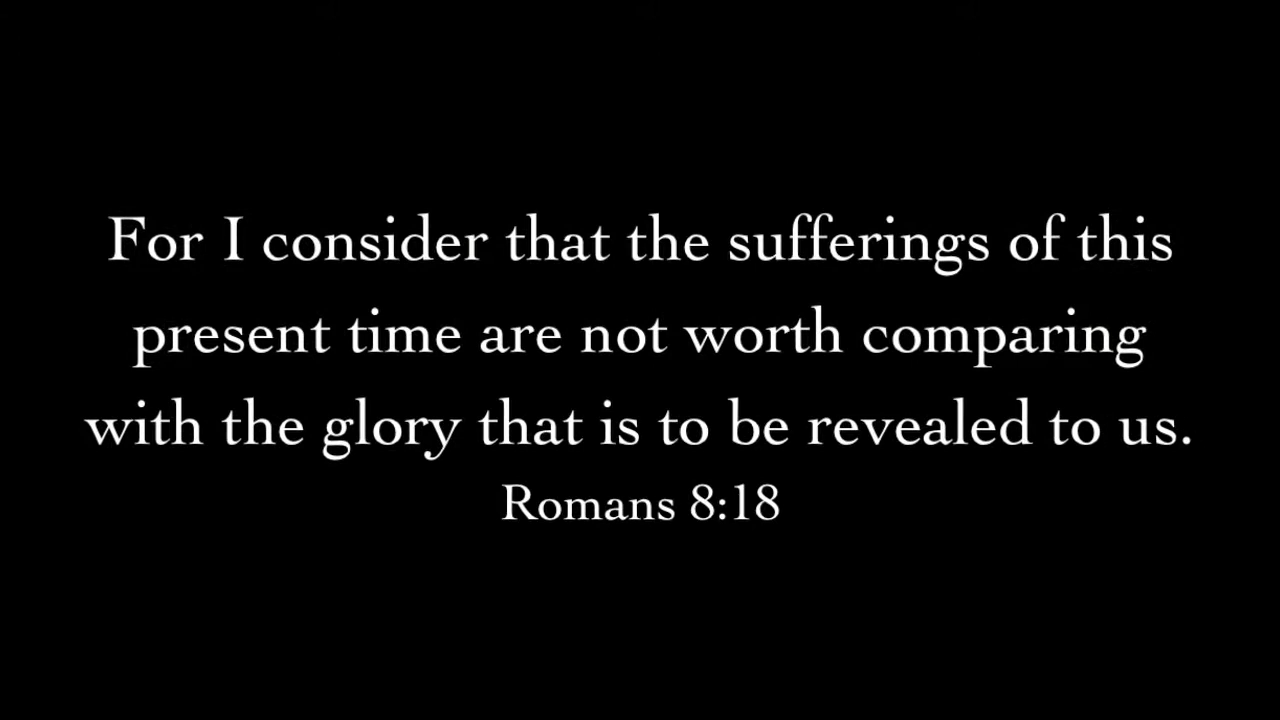 For I consider that the sufferings of this
present time are not worth comparing
with the glory that is to be revealed to us.
Romans 8:18